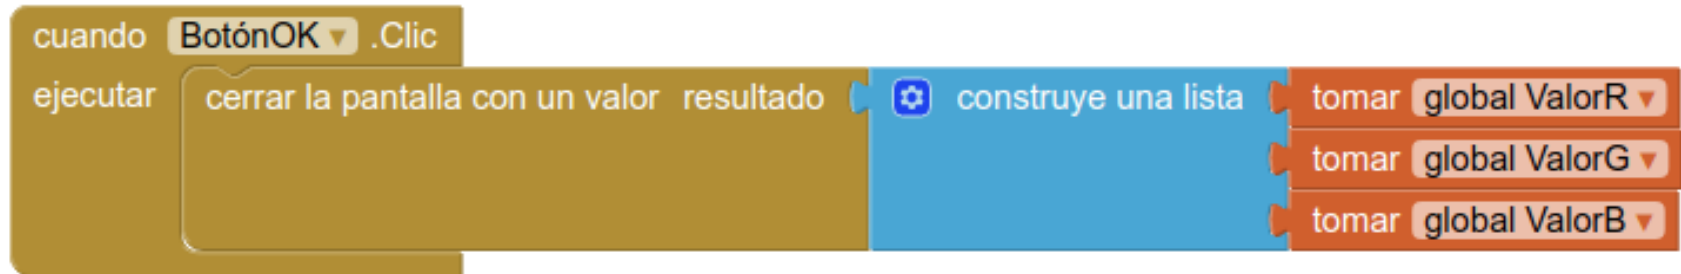 cuando BotónOK ▾ .Clic
ejecutar cerrar la pantalla con un valor resultado construye una lista tomar global ValorR ▾
tomar global ValorG ▾
tomar global ValorB ▾